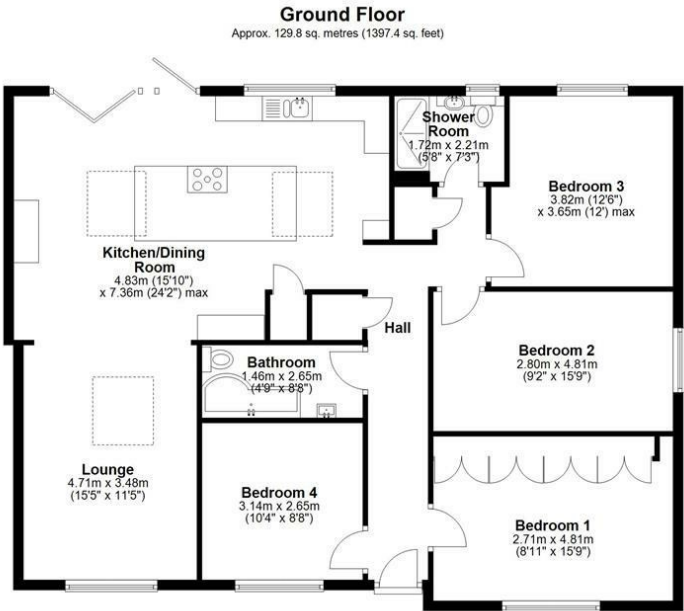 Ground Floor
Approx. 129.8 sq. metres (1397.4 sq. feet)
Shower
Room
1.72m x 2.21m
(5'8" x 7'3")
Bedroom 3
3.82m (12'6")
x 3.65m (12') max
Kitchen/Dining
Room
4.83m (15'10")
x 7.36m (24'2") max
Hall
Bathroom
1.46m x 2.65m
(4'9" x 8'8")
Bedroom 2
2.80m x 4.81m
(9'2" x 15'9")
Lounge
4.71m x 3.48m
(15'5" x 11'5")
Bedroom 4
3.14m x 2.65m
(10'4" x 8'8")
Bedroom 1
2.71m x 4.81m
(8'11" x 15'9")